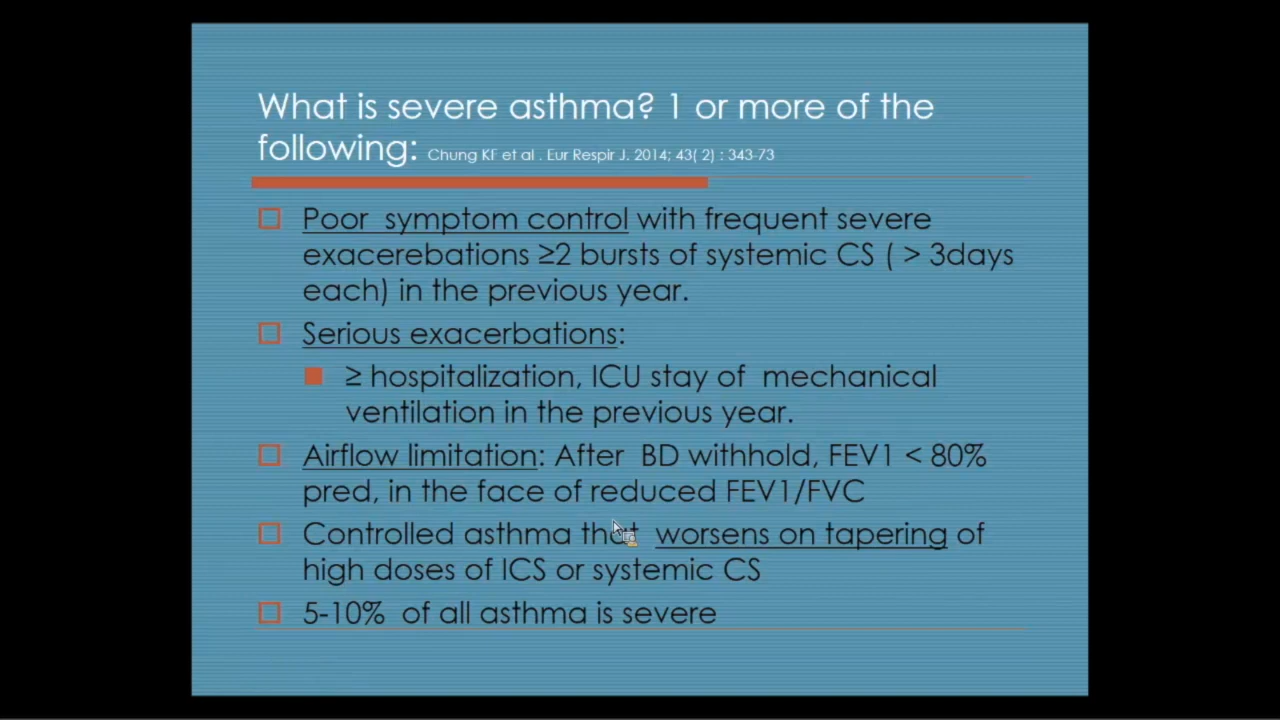 What is severe asthma? 1 or more of the
following: Chung KF et al . Eur Respir J. 2014; 43( 2) : 343-73
Poor symptom control with frequent severe
exacerebations ≥2 bursts of systemic CS ( > 3days
each) in the previous year.
Serious exacerbations:
≥ hospitalization, ICU stay of mechanical
ventilation in the previous year.
Airflow limitation: After BD withhold, FEV1 < 80%
pred, in the face of reduced FEV1/FVC
Controlled asthma that worsens on tapering of
high doses of ICS or systemic CS
5-10% of all asthma is severe